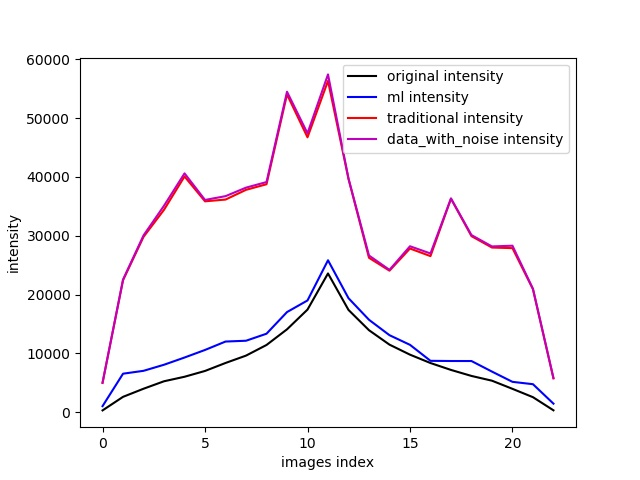 60000
50000
40000
30000
20000
10000
0
intensity
0
5
10
15
20
images index
original intensity
ml intensity
traditional intensity
data_with_noise intensity